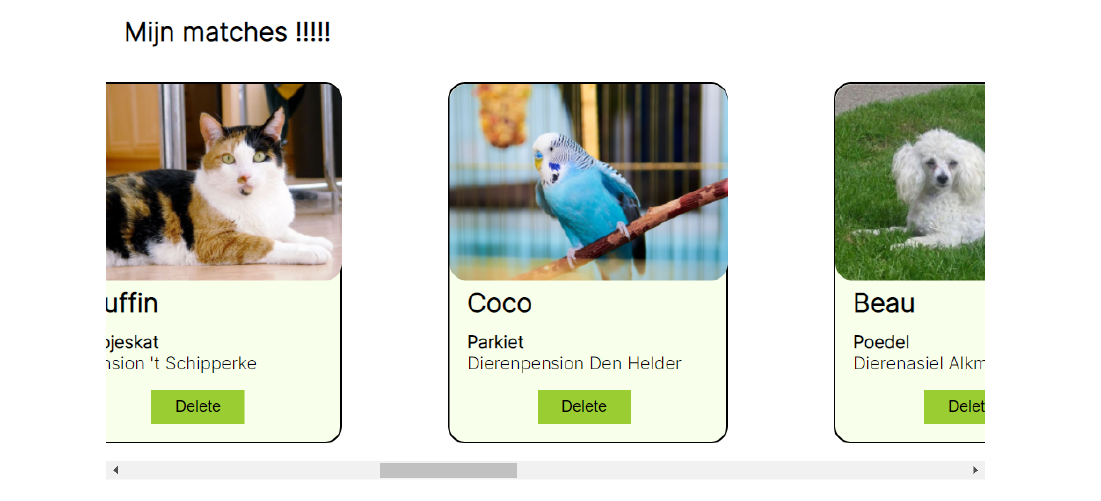 Mijn matches !!!!!
uffin
ojeskat
nsion 't Schipperke
Delete
Coco
Parkiet
Dierenpension Den Helder
Delete
Beau
Poedel
Dierenasiel Alkm
Delet